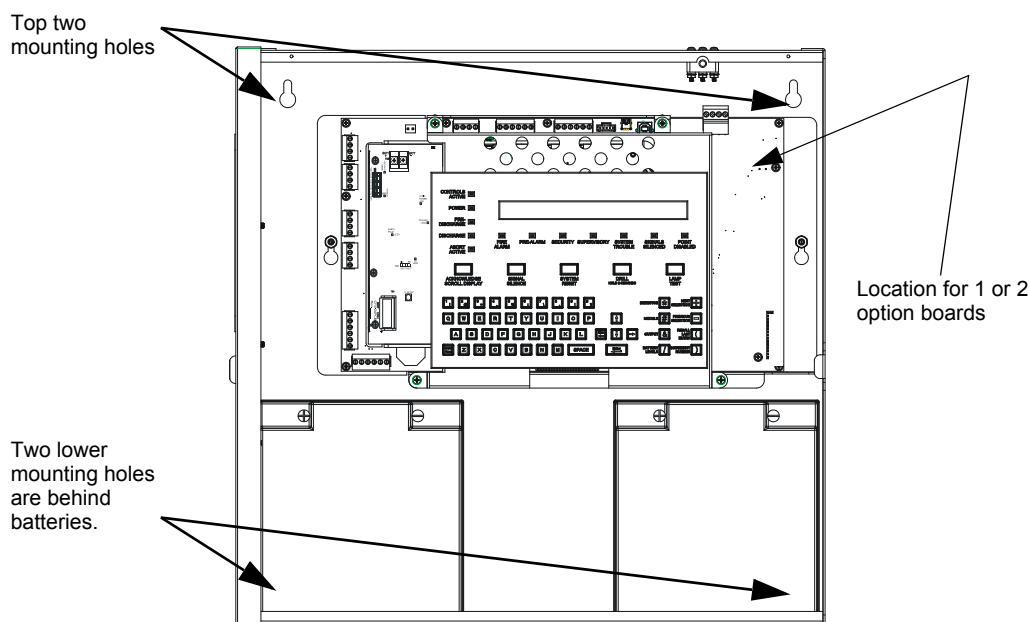 Top two
mounting holes
CONTROLS
ACTIVE
POWER
PRE-
DISCHARGE
DISCHARGE
ABORT
ACTIVE
FIRE
ALARM
PRE-ALARM
SECURITY
SUPERVISORY
SYSTEM
TROUBLE
SIGNALS
SILENCED
POINT
DISABLED
ACKNOWLEDGE
SCROLL DISPLAY
SIGNAL
SILENCE
SYSTEM
RESET
DRILL
LAMP
TEST
Q W E R T Y U I O P
A S D F G H J K L
Z X C V B N M SPACE
Location for 1 or 2
option boards
Two lower
mounting holes
are behind
batteries.